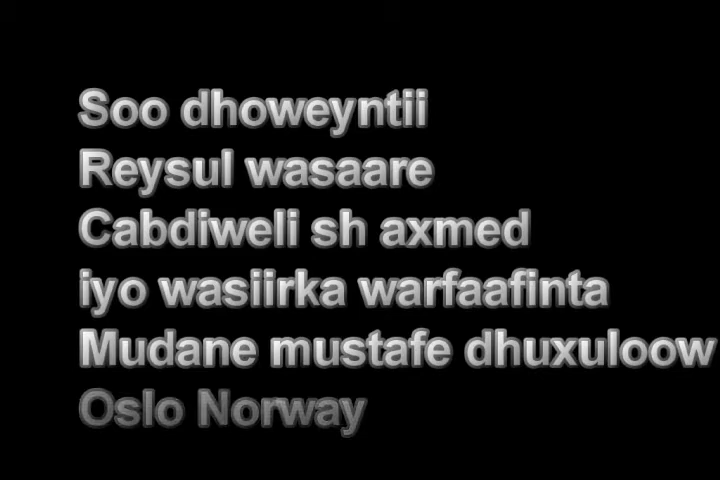 Soo dhoweyntii
Reysul wasaare
Cabdiweli sh axmed
iyo wasiirka warfaafinta
Mudane mustafe dhuxuloow
Oslo Norway